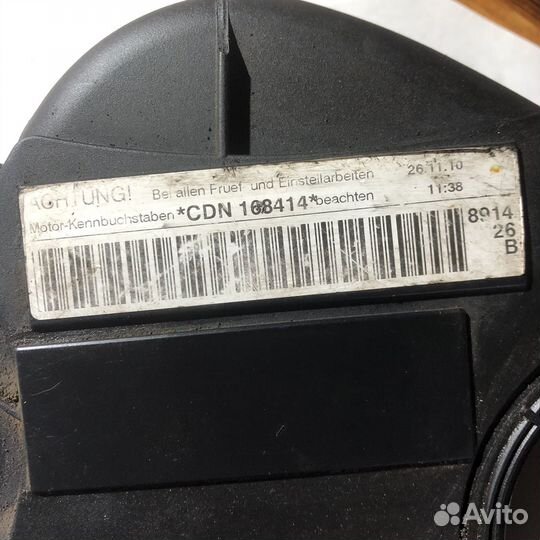 ACHTUNG! Bei allen Pruef- und Einstellarbeiten 26.11.10
Motor-Kennbuchstaben *CDN 168414* beachten 11:38
8914
26
B
Avito